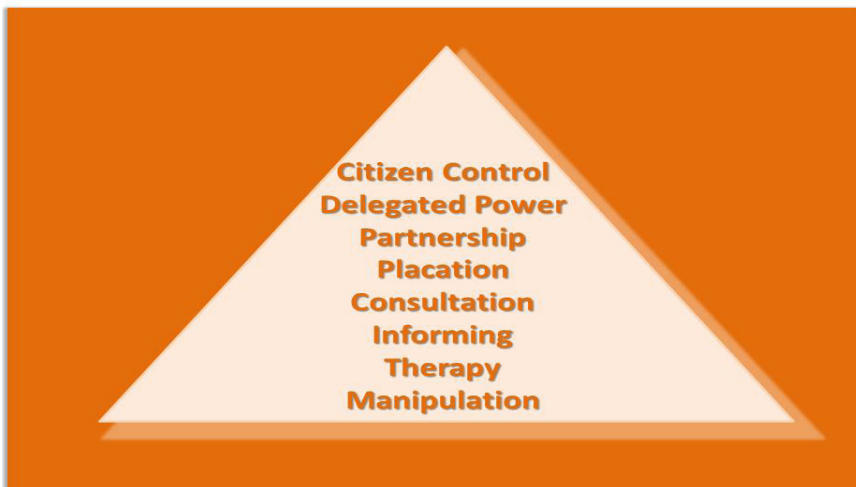 Citizen Control
Delegated Power
Partnership
Placation
Consultation
Informing
Therapy
Manipulation